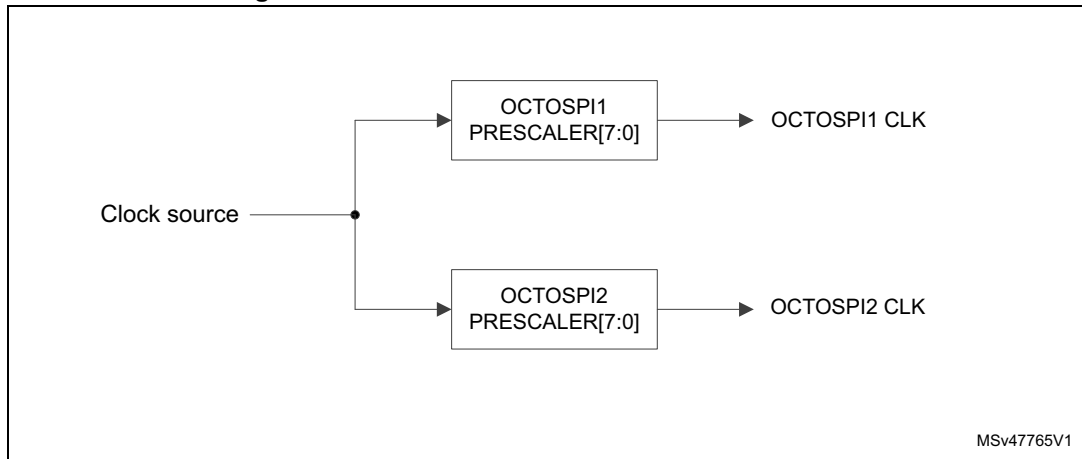 OCTOSPI1
PRESCALER[7:0]
OCTOSPI1 CLK
Clock source
OCTOSPI2
PRESCALER[7:0]
OCTOSPI2 CLK
MSv47765V1